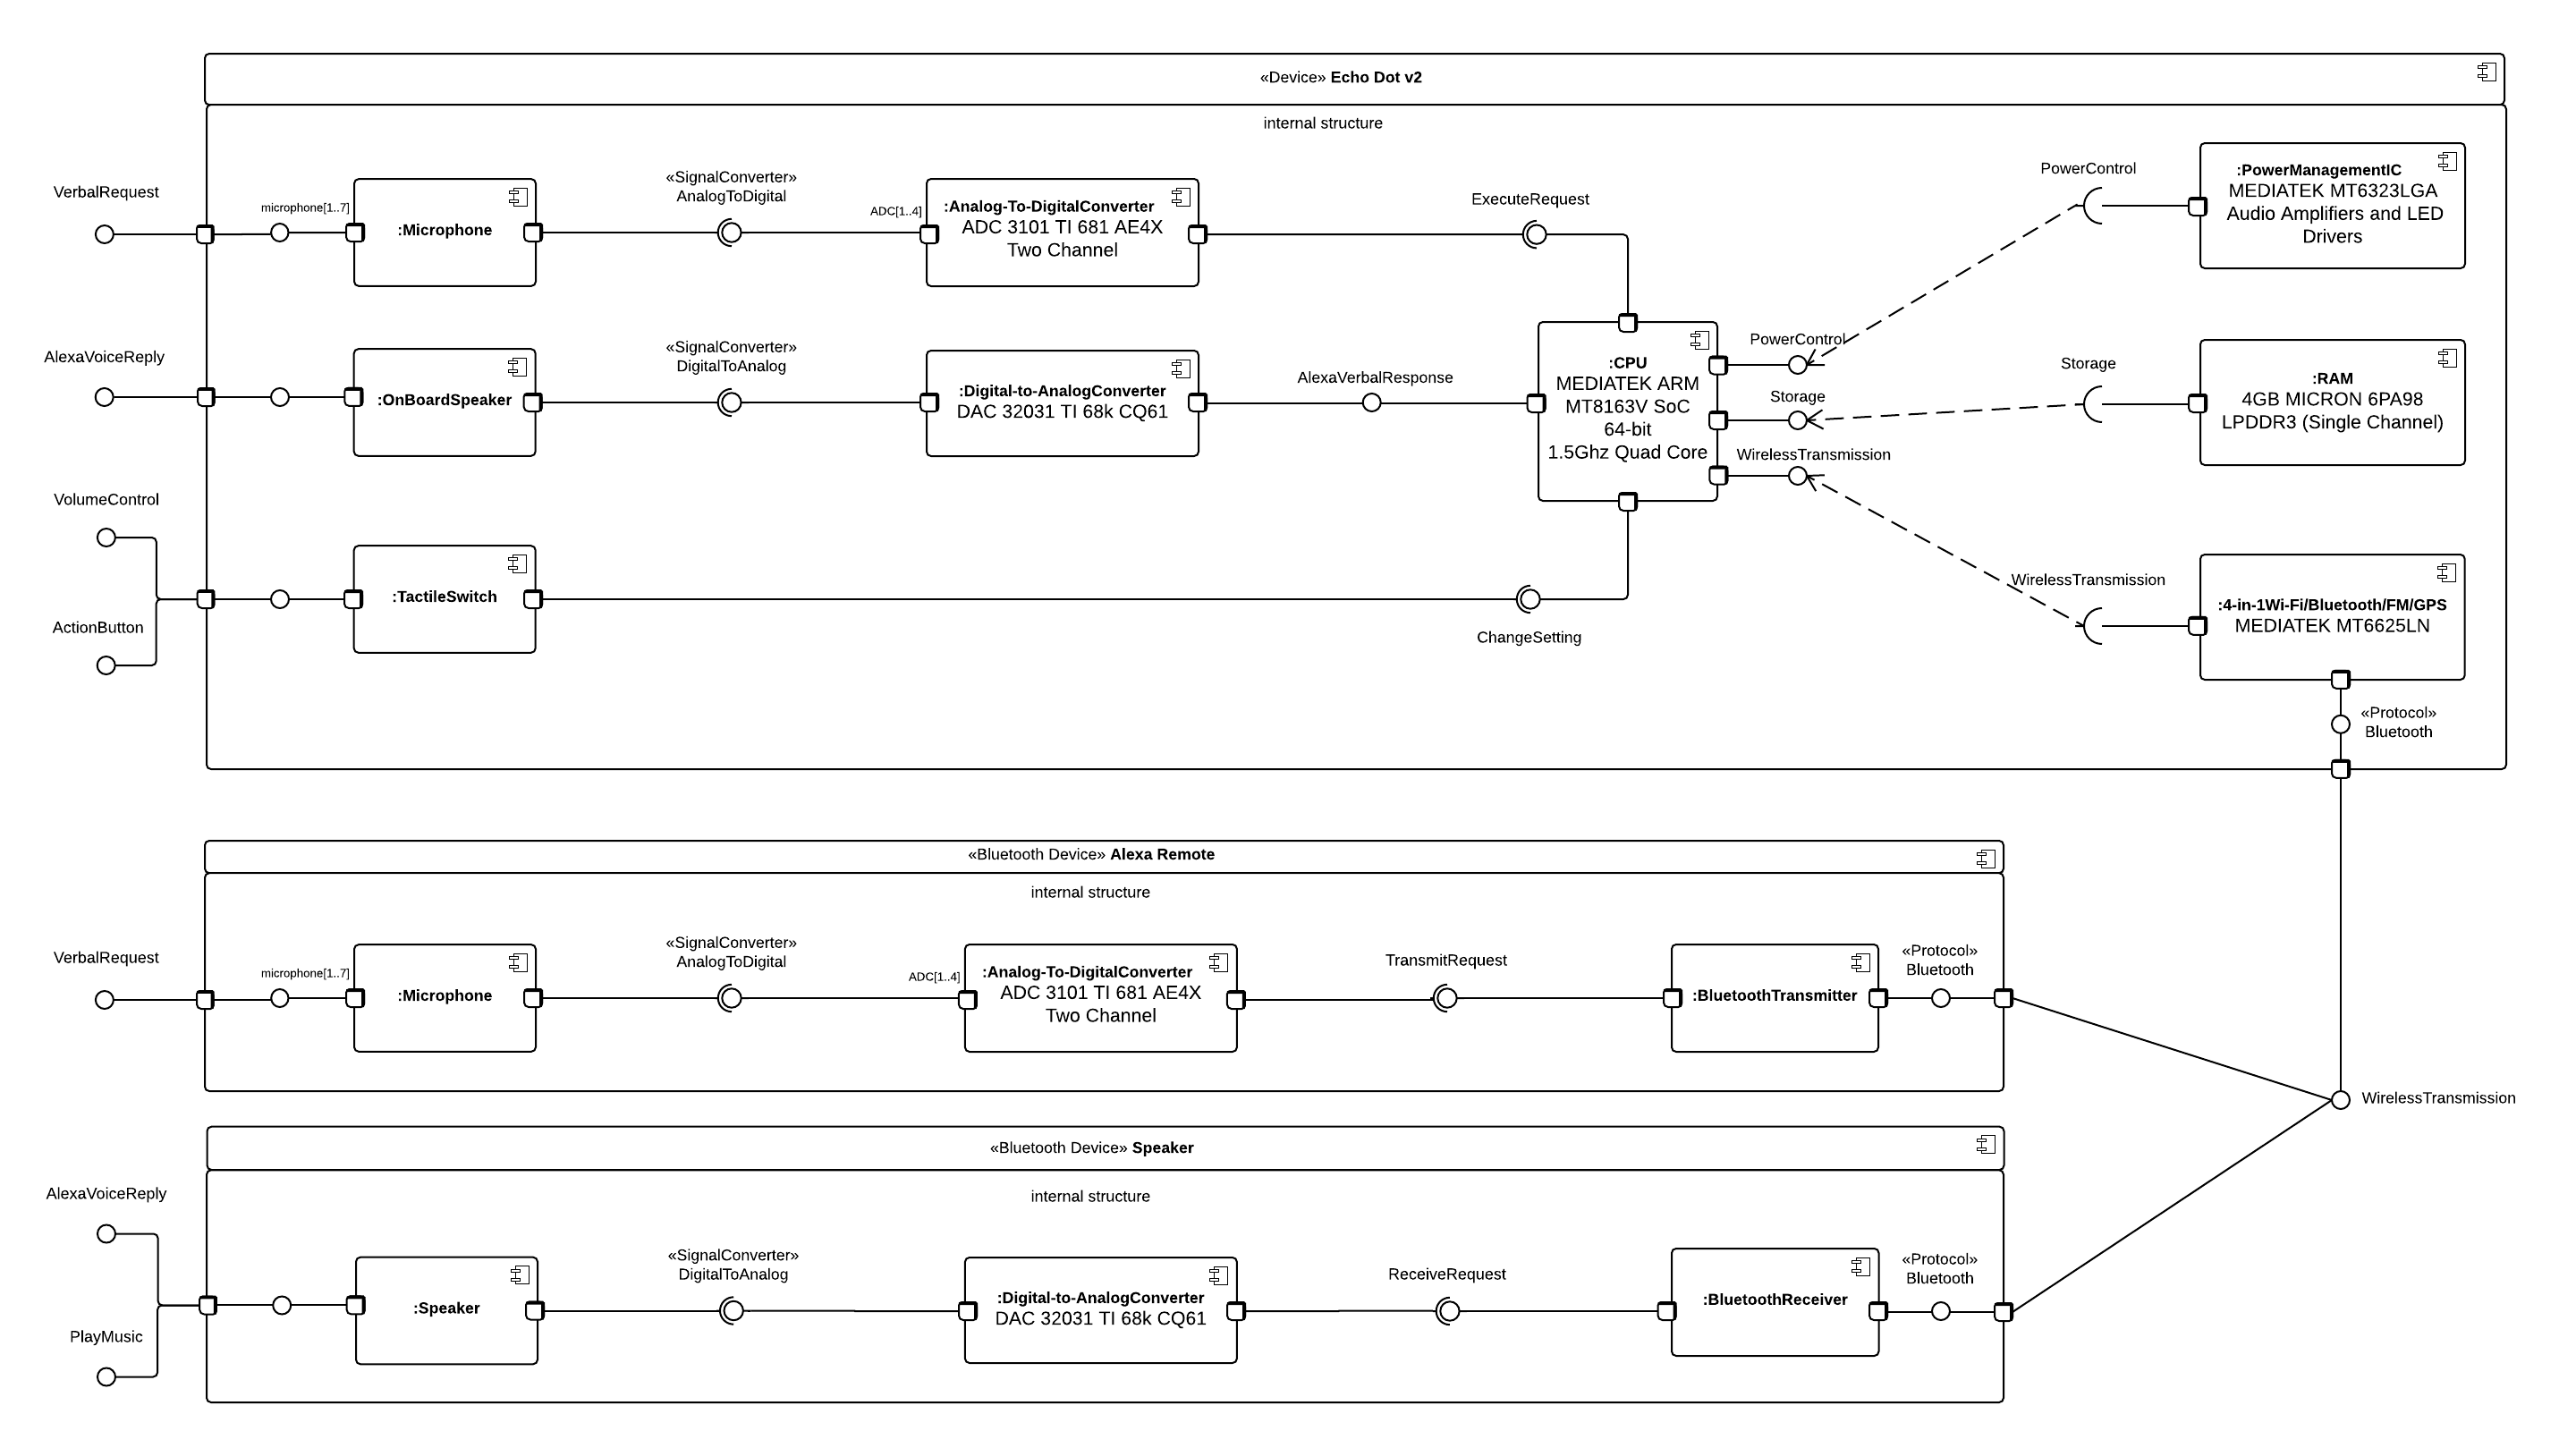 «Device» Echo Dot v2
internal structure
VerbalRequest
microphone[1..7]
:Microphone
«SignalConverter»
AnalogToDigital
ADC[1..4]
:Analog-To-DigitalConverter
ADC 3101 TI 681 AE4X
Two Channel
ExecuteRequest
PowerControl
:PowerManagementIC
MEDIATEK MT6323LGA
Audio Amplifiers and LED
Drivers
AlexaVoiceReply
:OnBoardSpeaker
«SignalConverter»
DigitalToAnalog
:Digital-to-AnalogConverter
DAC 32031 TI 68k CQ61
AlexaVerbalResponse
:CPU
MEDIATEK ARM
MT8163V SoC
64-bit
1.5Ghz Quad Core
PowerControl
Storage
WirelessTransmission
Storage
:RAM
4GB MICRON 6PA98
LPDDR3 (Single Channel)
VolumeControl
ActionButton
:TactileSwitch
ChangeSetting
WirelessTransmission
:4-in-1Wi-Fi/Bluetooth/FM/GPS
MEDIATEK MT6625LN
«Protocol»
Bluetooth
«Bluetooth Device» Alexa Remote
internal structure
VerbalRequest
microphone[1..7]
:Microphone
«SignalConverter»
AnalogToDigital
ADC[1..4]
:Analog-To-DigitalConverter
ADC 3101 TI 681 AE4X
Two Channel
TransmitRequest
:BluetoothTransmitter
«Protocol»
Bluetooth
WirelessTransmission
«Bluetooth Device» Speaker
internal structure
AlexaVoiceReply
PlayMusic
:Speaker
«SignalConverter»
DigitalToAnalog
:Digital-to-AnalogConverter
DAC 32031 TI 68k CQ61
ReceiveRequest
:BluetoothReceiver
«Protocol»
Bluetooth